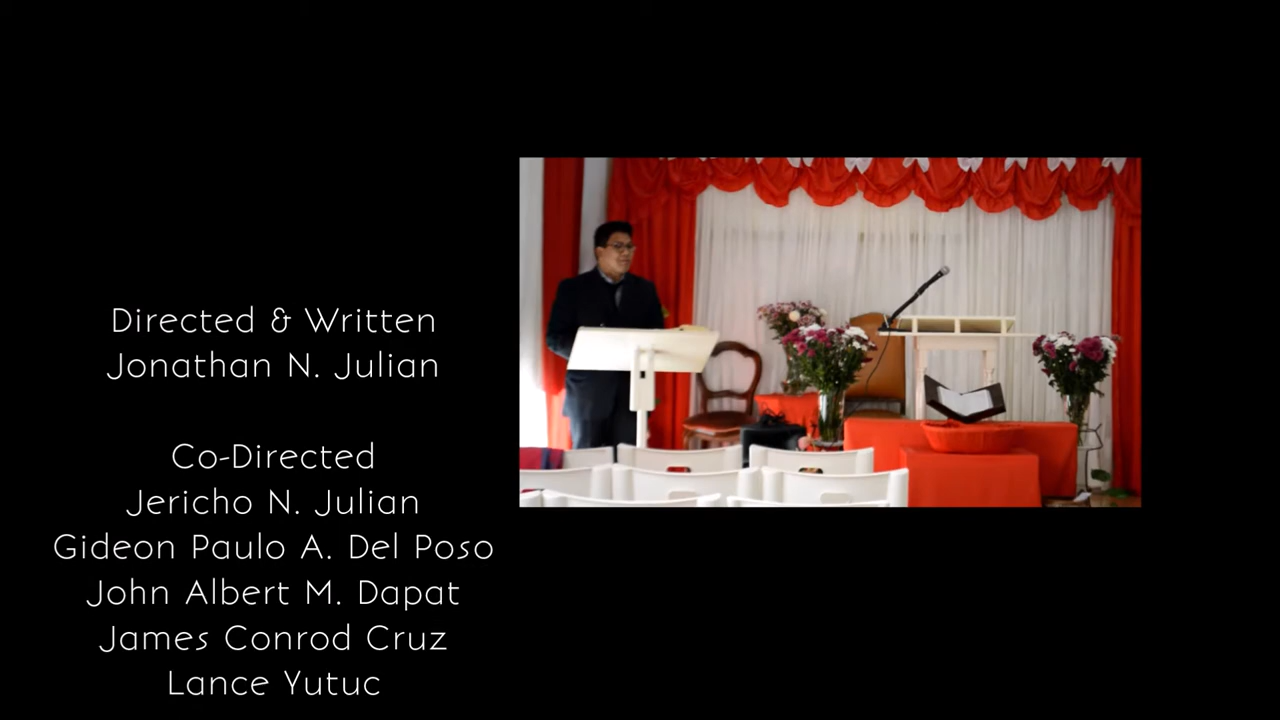 Directed & Written
Jonathan N. Julian
Co-Directed
Jericho N. Julian
Gideon Paulo A. Del Poso
John Albert M. Dapat
James Conrod Cruz
Lance Yutuc